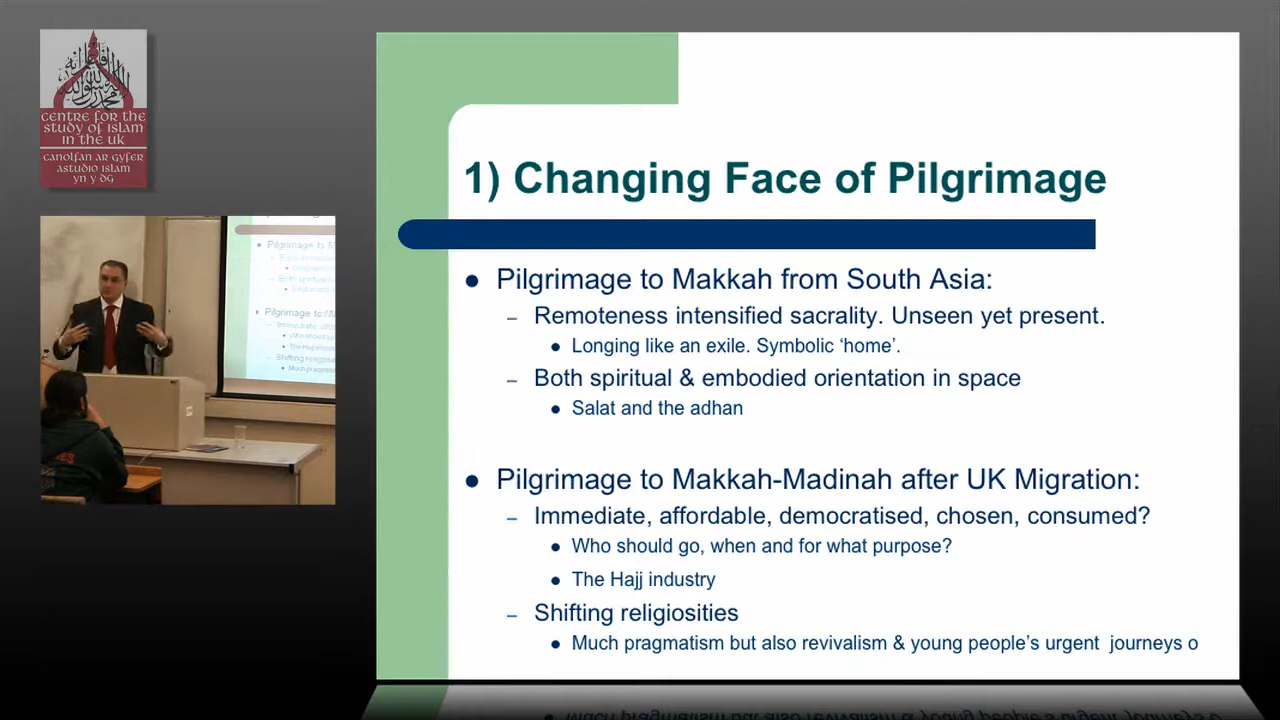 CENTRE FOR THE
STUDY OF ISLAM
IN THE UK
CANOLFAN AR GYFER
ASTUDIO ISLAM
YN Y DG
1) Changing Face of Pilgrimage
● Pilgrimage to Makkah from South Asia:
– Remoteness intensified sacrality. Unseen yet present.
● Longing like an exile. Symbolic ‘home’.
– Both spiritual & embodied orientation in space
● Salat and the adhan
● Pilgrimage to Makkah-Madinah after UK Migration:
– Immediate, affordable, democratised, chosen, consumed?
● Who should go, when and for what purpose?
● The Hajj industry
– Shifting religiosities
● Much pragmatism but also revivalism & young people’s urgent journeys o